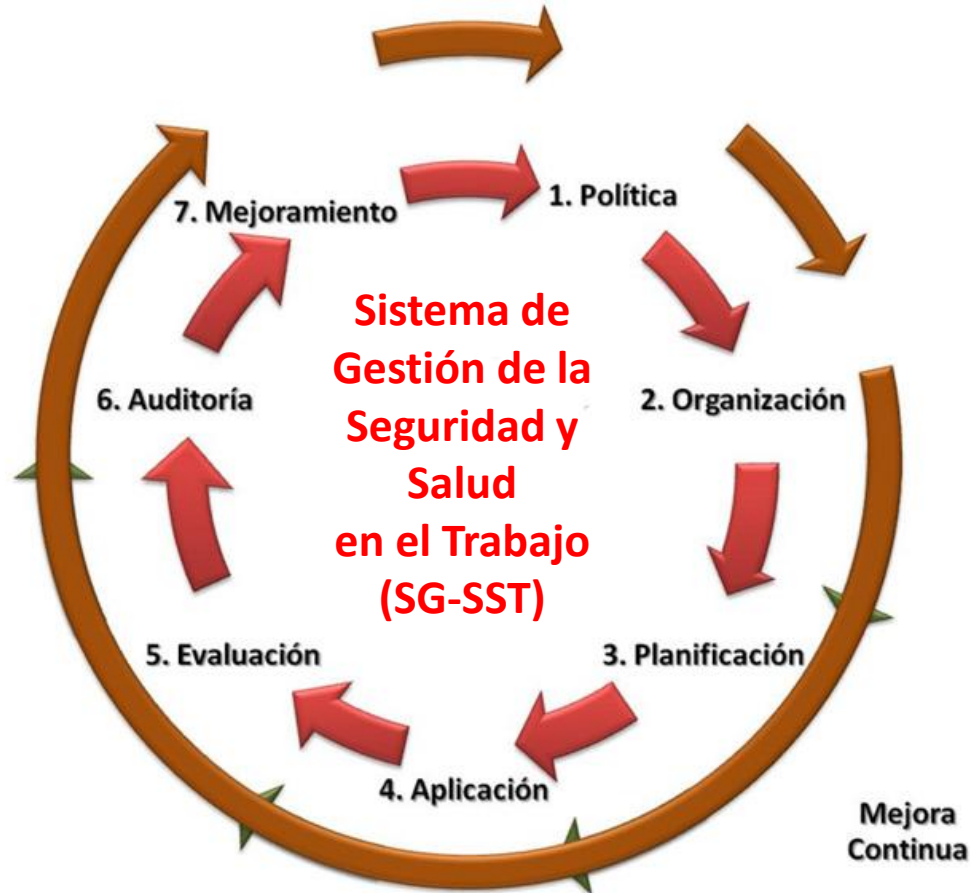 1. Política
7. Mejoramiento
Sistema de
Gestión de la
Seguridad y
Salud
en el Trabajo
(SG-SST)
6. Auditoría
2. Organización
5. Evaluación
3. Planificación
4. Aplicación
Mejora
Continua